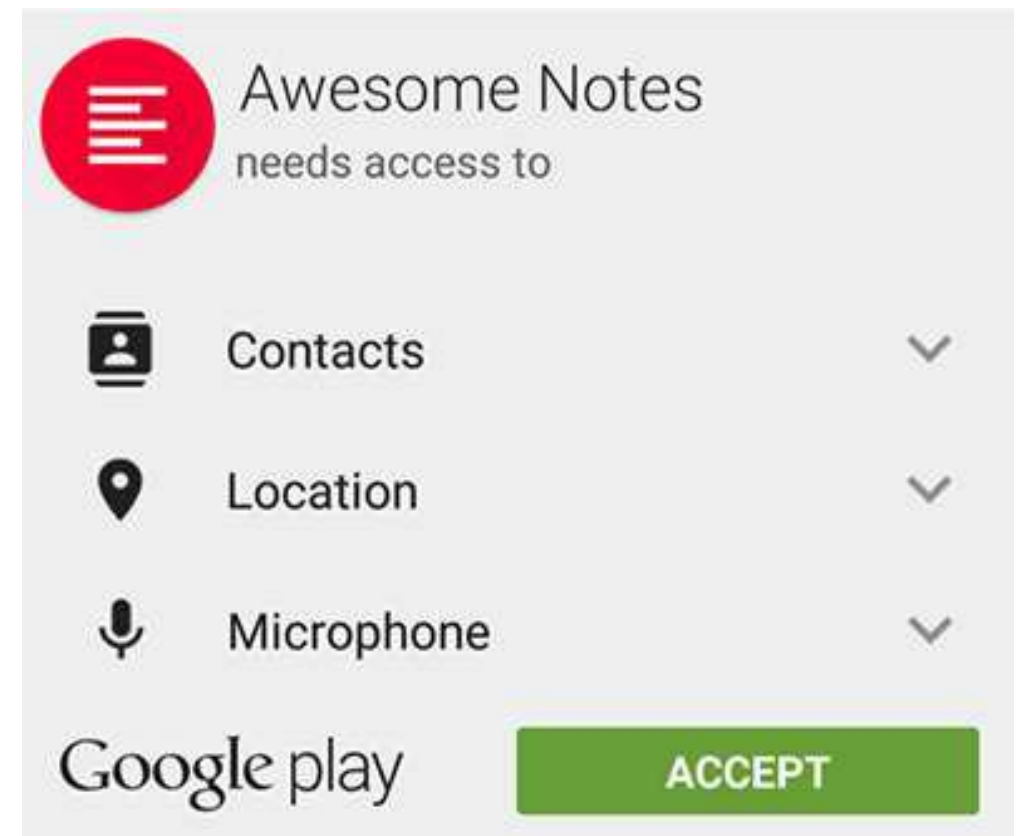 Awesome Notes
needs access to
Contacts
Location
Microphone
Google play
ACCEPT